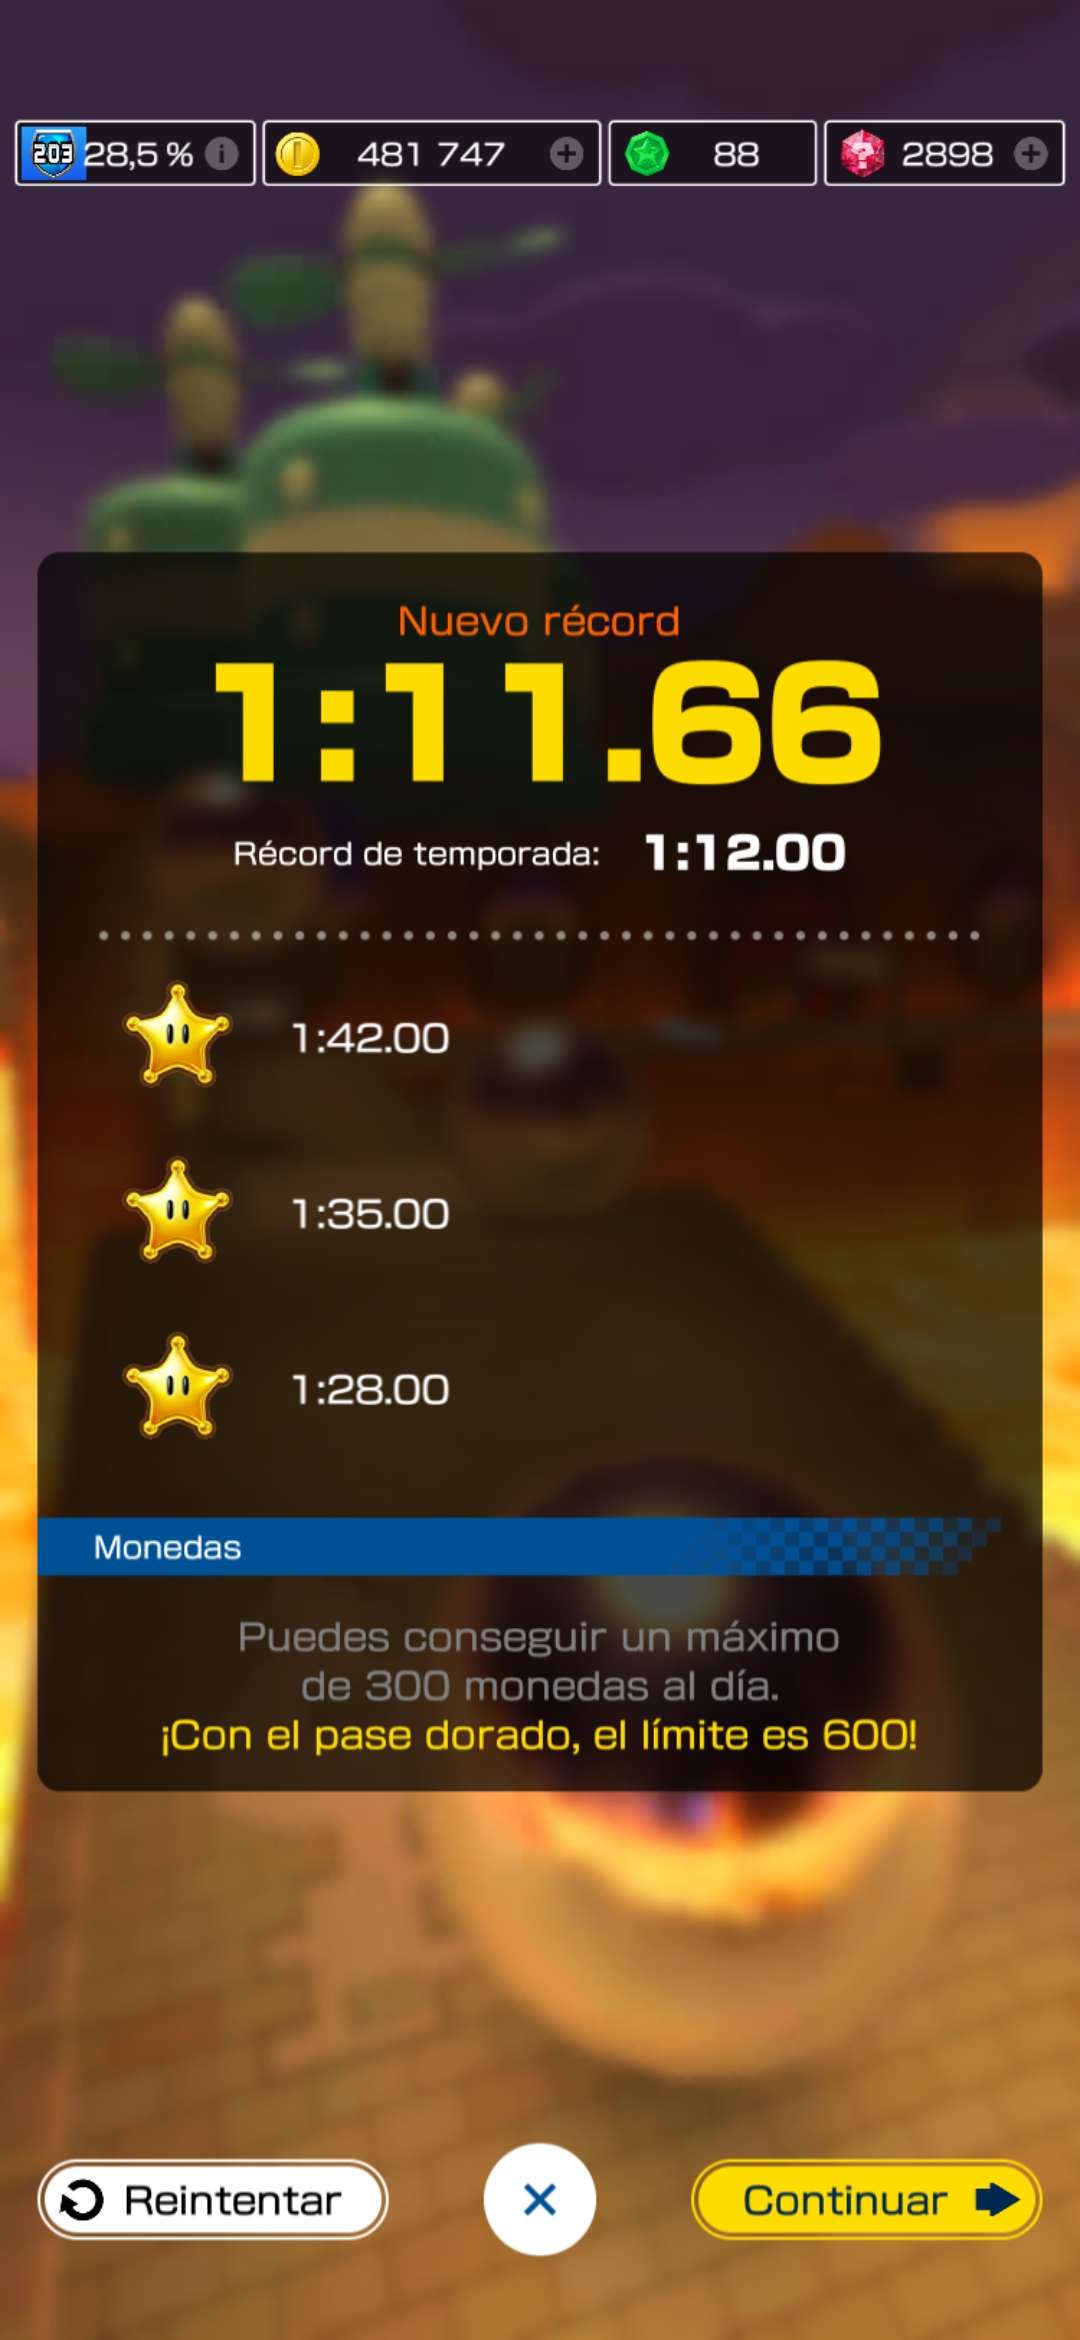 203 28,5 % i 481 747 + 88 ? 2898 +
Nuevo récord
1:11.66
Récord de temporada: 1:12.00
1:42.00
1:35.00
1:28.00
Monedas
Puedes conseguir un máximo
de 300 monedas al día.
¡Con el pase dorado, el límite es 600!
Reintentar × Continuar